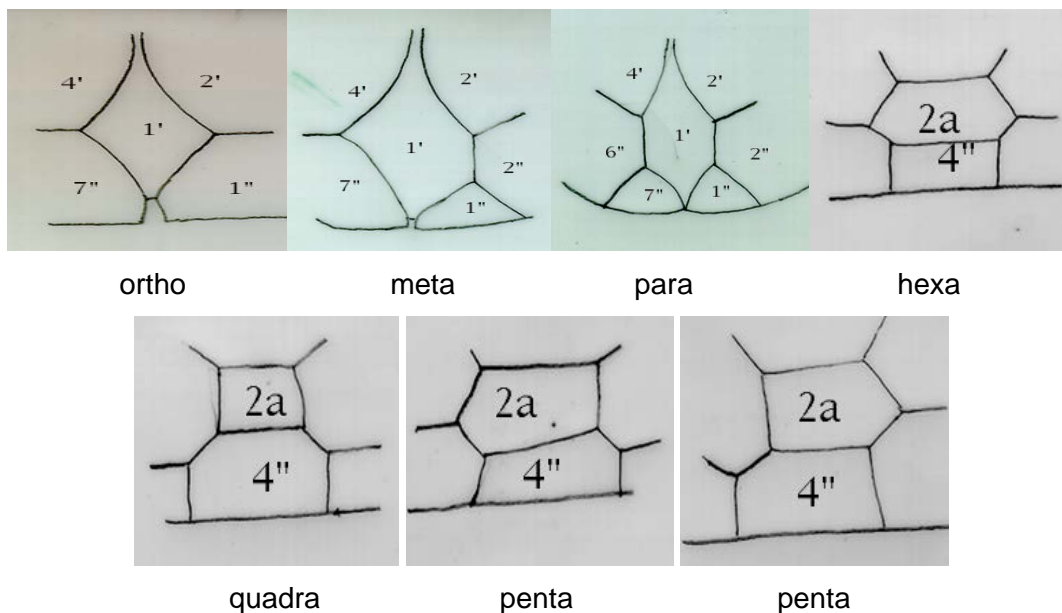 4' 2' 4' 2' 4' 2'
1' 1' 1' 2a
7" 1" 7" 2" 1" 6" 7" 1" 2" 4"
ortho meta para hexa
2a 2a 2a
4" 4" 4"
quadra penta penta